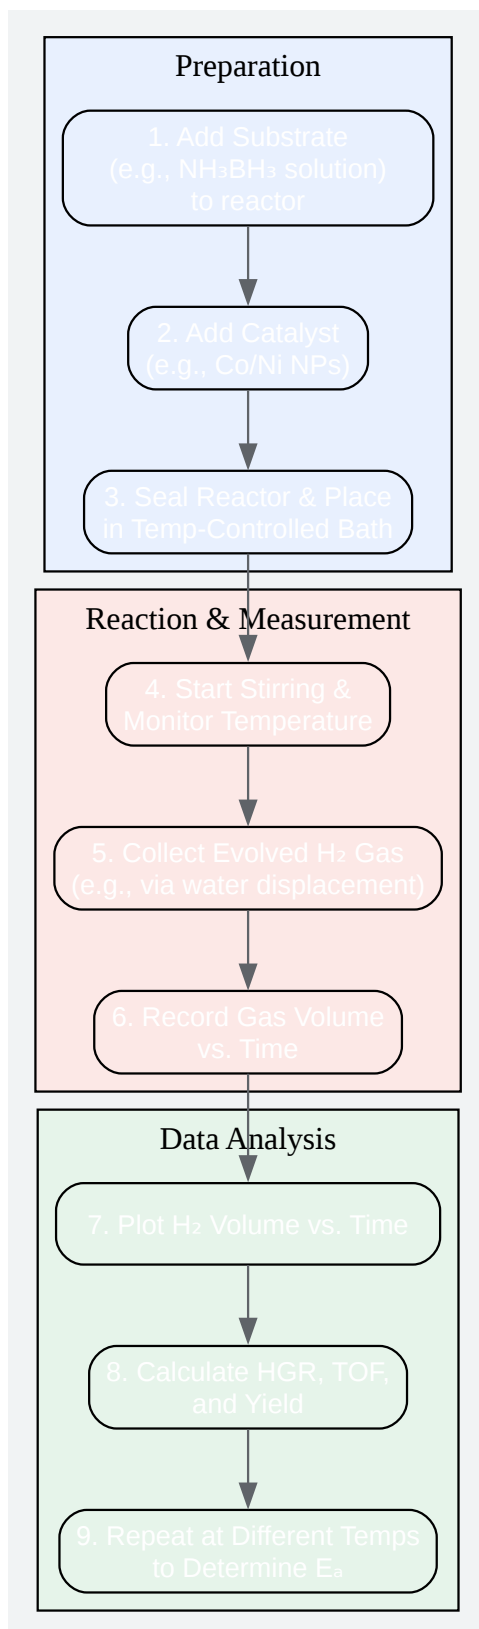 Preparation
1. Add Substrate
(e.g., NH₃BH₃ solution)
to reactor
2. Add Catalyst
(e.g., Co/Ni NPs)
3. Seal Reactor & Place
in Temp-Controlled Bath
Reaction & Measurement
4. Start Stirring &
Monitor Temperature
5. Collect Evolved H₂ Gas
(e.g., via water displacement)
6. Record Gas Volume
vs. Time
Data Analysis
7. Plot H₂ Volume vs. Time
8. Calculate HGR, TOF,
and Yield
9. Repeat at Different Temps
to Determine Eₐ